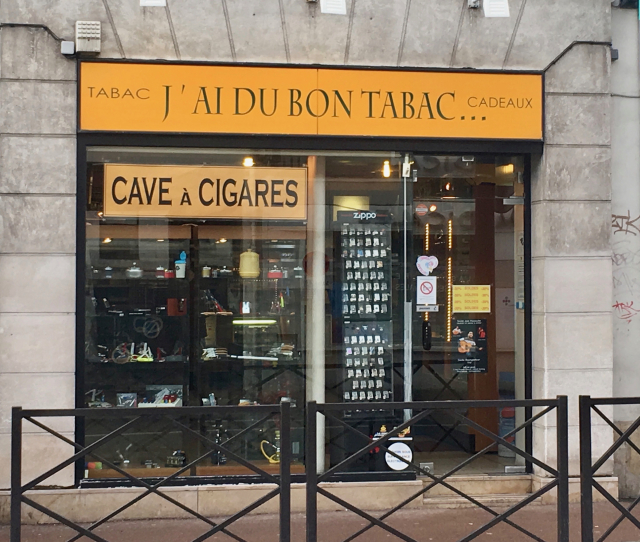 TABAC J'AI DU BON TABAC... CADEAUX
CAVE à CIGARES
zippo